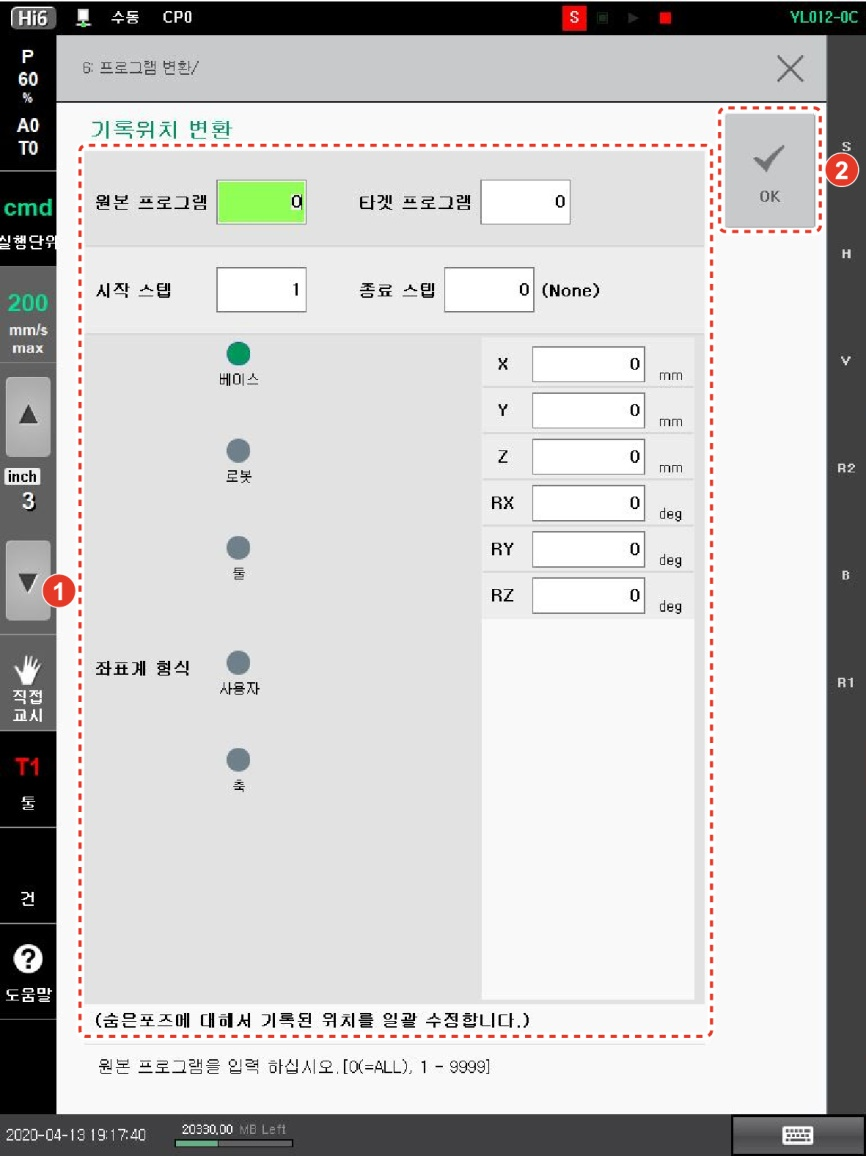 Hi6 수동 CP0 S YL012-0C
P
60
%
A0
T0
cmd
실행단위
200
mm/s
max
inch
3
직접
교시
T1
툴
건
도움말
6: 프로그램 변환/
기록위치 변환
원본 프로그램 0 타겟 프로그램 0
시작 스텝 1 종료 스텝 0 (None)
좌표계 형식
베이스
로봇
툴
사용자
축
X 0 mm
Y 0 mm
Z 0 mm
RX 0 deg
RY 0 deg
RZ 0 deg
(숨은포즈에 대해서 기록된 위치를 일괄 수정합니다.)
원본 프로그램을 입력 하십시오.[0(=ALL), 1 - 9999]
OK
1
2
S
H
V
R2
B
R1
2020-04-13 19:17:40 20330,00 MB Left